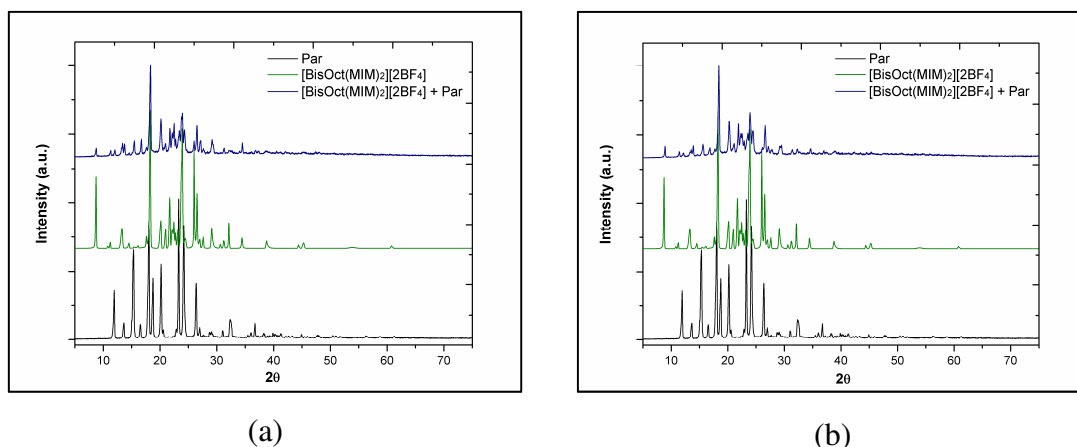 Par
[BisOct(MIM)₂][2BF₄]
[BisOct(MIM)₂][2BF₄] + Par
Intensity (a.u.)
10 20 30 40 50 60 70
2θ
(a)
Par
[BisOct(MIM)₂][2BF₄]
[BisOct(MIM)₂][2BF₄] + Par
Intensity (a.u.)
10 20 30 40 50 60 70
2θ
(b)